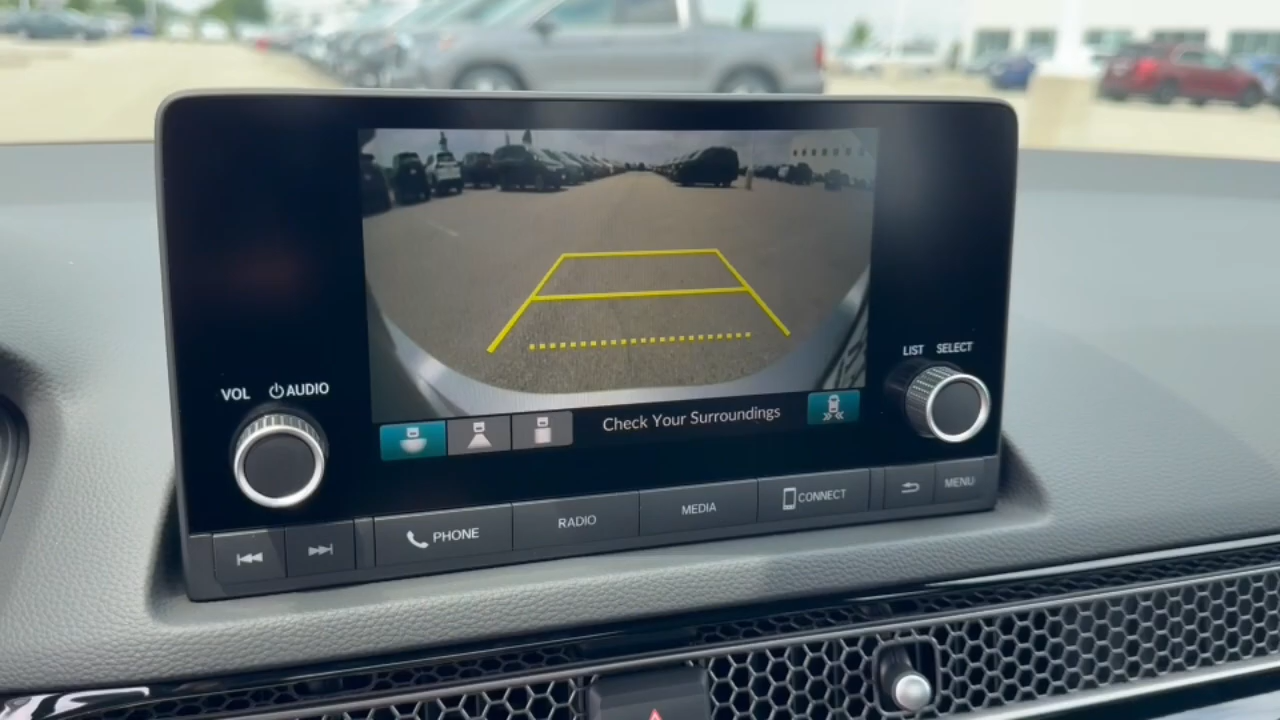 VOL AUDIO
LIST SELECT
Check Your Surroundings
PHONE
RADIO
MEDIA
CONNECT
MENU